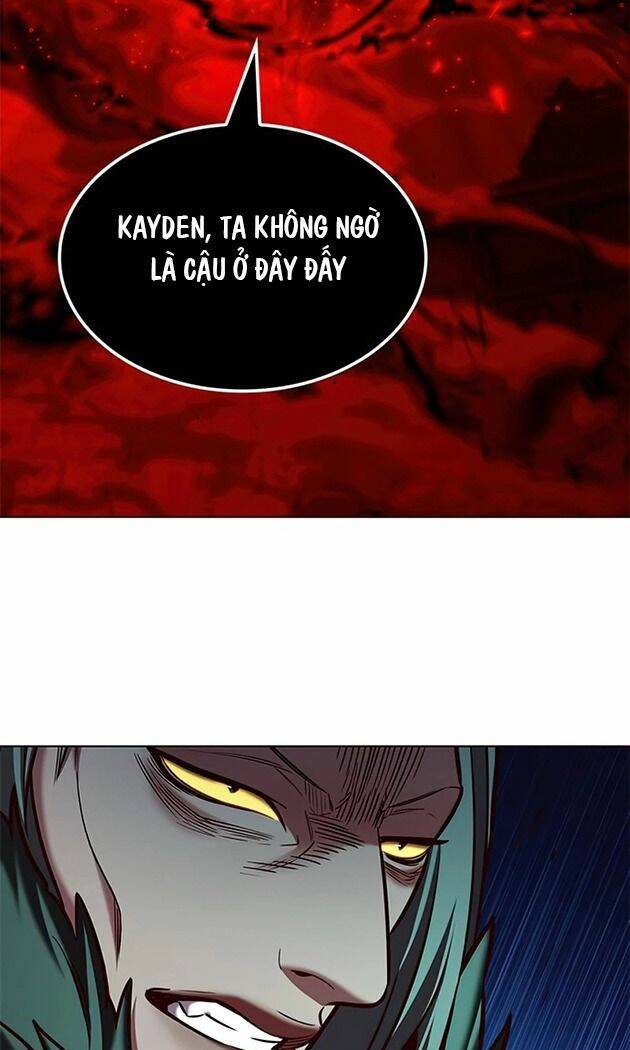 KAYDEN, TA KHÔNG NGỜ
LÀ CẬU Ở ĐÂY ĐẤY